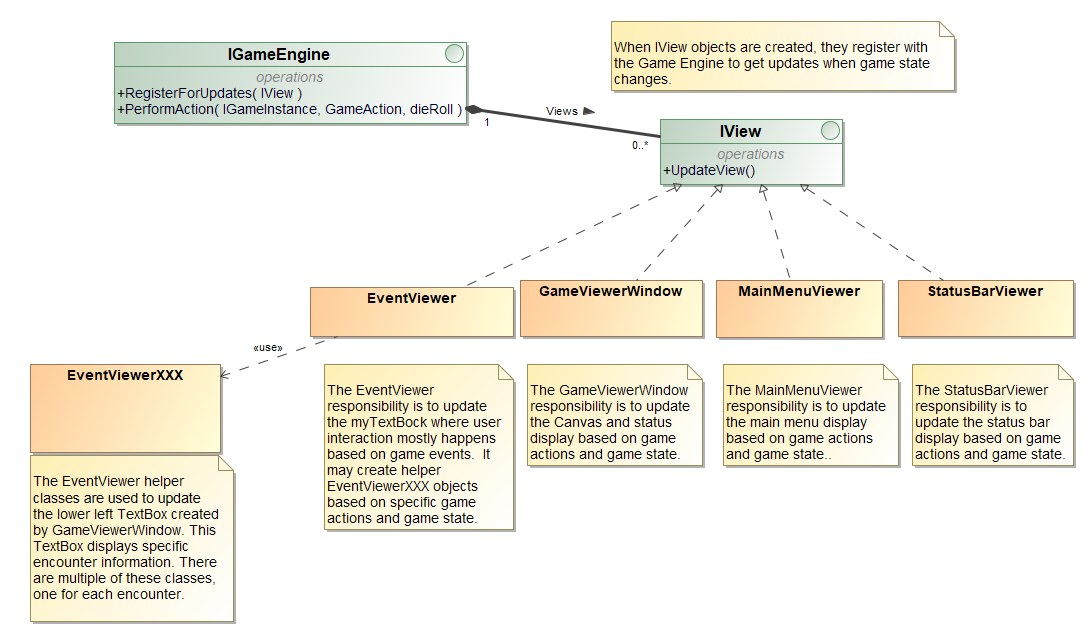 IGameEngine
operations
+RegisterForUpdates( IView )
+PerformAction( IGameInstance, GameAction, dieRoll )
When IView objects are created, they register with
the Game Engine to get updates when game state
changes.
Views
1
0..*
IView
operations
+UpdateView()
EventViewer
GameViewerWindow
MainMenuViewer
StatusBarViewer
«use»
EventViewerXXX
The EventViewer
responsibility is to update
the myTextBock where user
interaction mostly happens
based on game events. It
may create helper
EventViewerXXX objects
based on specific game
actions and game state.
The GameViewerWindow
responsibility is to update
the Canvas and status
display based on game
actions and game state.
The MainMenuViewer
responsibility is to update
the main menu display
based on game actions
and game state..
The StatusBarViewer
responsibility is to
update the status bar
display based on game
actions and game state.
The EventViewer helper
classes are used to update
the lower left TextBox created
by GameViewerWindow. This
TextBox displays specific
encounter information. There
are multiple of these classes,
one for each encounter.